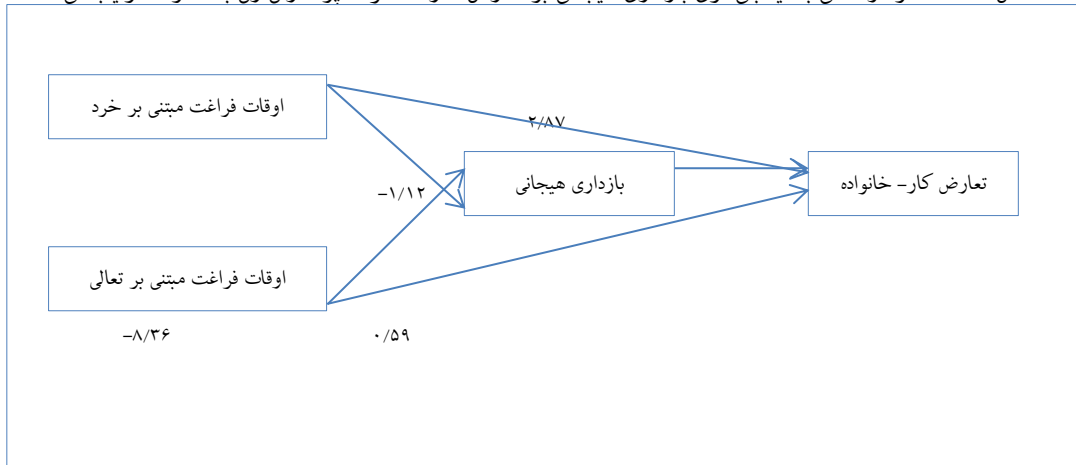 اوقات فراغت مبتنی بر خرد
۲/۸۷
بازداری هیجانی
تعارض کار- خانواده
-۱/۱۲
اوقات فراغت مبتنی بر تعالی
-۸/۳۶
۰/۵۹